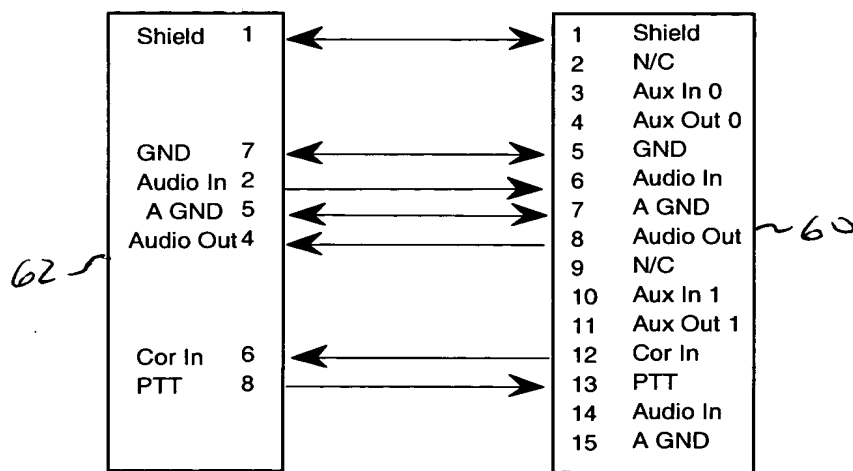 Shield 1
1 Shield
2 N/C
3 Aux In 0
4 Aux Out 0
GND 7
5 GND
Audio In 2
6 Audio In
A GND 5
7 A GND
Audio Out 4
8 Audio Out
60
62
9 N/C
10 Aux In 1
11 Aux Out 1
Cor In 6
12 Cor In
PTT 8
13 PTT
14 Audio In
15 A GND